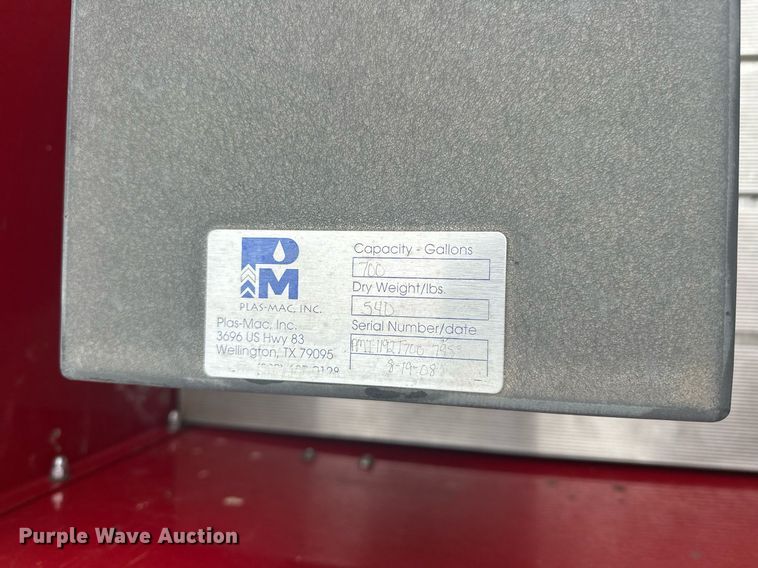 PM
PLAS-MAC, INC.
Plas-Mac, Inc.
3696 US Hwy 83
Wellington, TX 79095
Capacity - Gallons
700
Dry Weight/lbs.
540
Serial Number/date
8-19-08
Purple Wave Auction